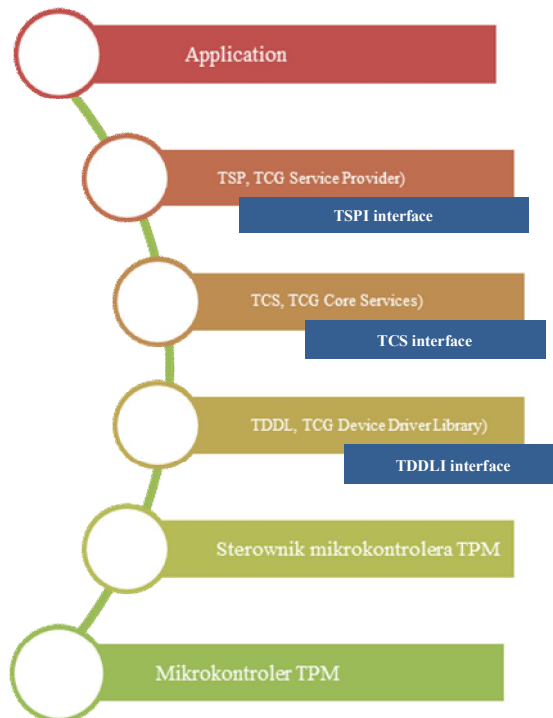 Application
TSP, TCG Service Provider)
TSPI interface
TCS, TCG Core Services)
TCS interface
TDDL, TCG Device Driver Library)
TDDLI interface
Sterownik mikrokontrolera TPM
Mikrokontroler TPM